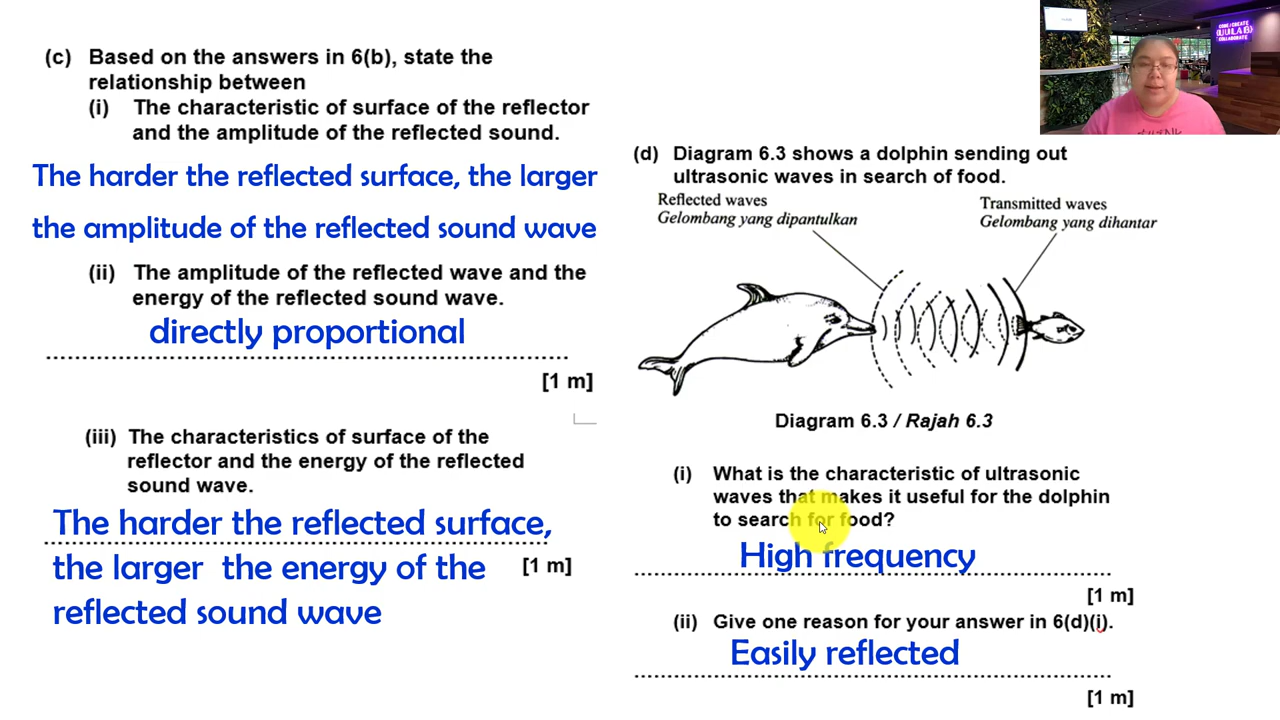 (c) Based on the answers in 6(b), state the
relationship between
(i) The characteristic of surface of the reflector
and the amplitude of the reflected sound.
The harder the reflected surface, the larger
the amplitude of the reflected sound wave
(ii) The amplitude of the reflected wave and the
energy of the reflected sound wave.
directly proportional
[1 m]
(iii) The characteristics of surface of the
reflector and the energy of the reflected
sound wave.
The harder the reflected surface,
the larger the energy of the
[1 m]
reflected sound wave
CODE / CREATE
COLLABORATE
(d) Diagram 6.3 shows a dolphin sending out
ultrasonic waves in search of food.
Reflected waves
Gelombang yang dipantulkan
Transmitted waves
Gelombang yang dihantar
Diagram 6.3 / Rajah 6.3
(i) What is the characteristic of ultrasonic
waves that makes it useful for the dolphin
to search for food?
High frequency
[1 m]
(ii) Give one reason for your answer in 6(d)(i).
Easily reflected
[1 m]